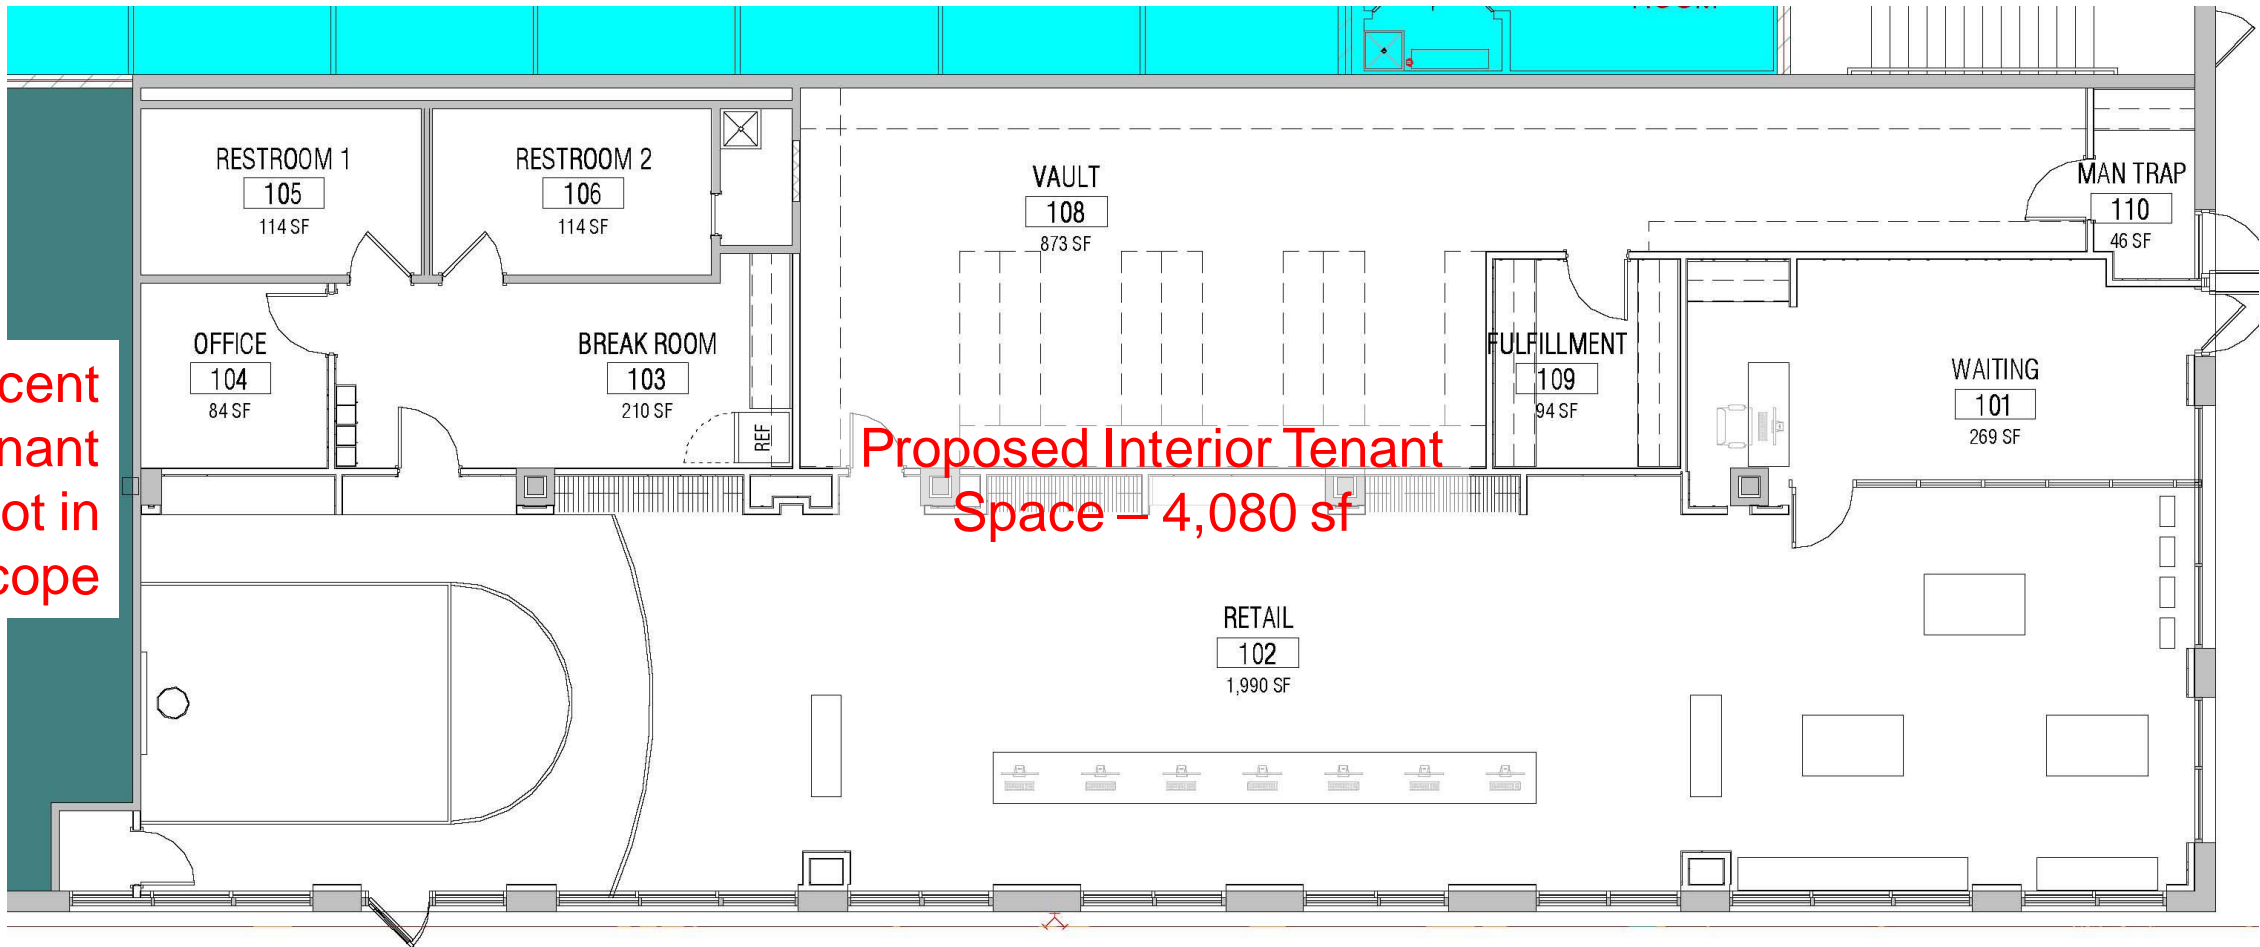 ROOM
RESTROOM 1
105
114 SF
RESTROOM 2
106
114 SF
VAULT
108
873 SF
MAN TRAP
110
46 SF
OFFICE
104
84 SF
BREAK ROOM
103
210 SF
REF
FULFILLMENT
109
94 SF
WAITING
101
269 SF
cent
nant
ot in
cope
Proposed Interior Tenant
Space – 4,080 sf
RETAIL
102
1,990 SF